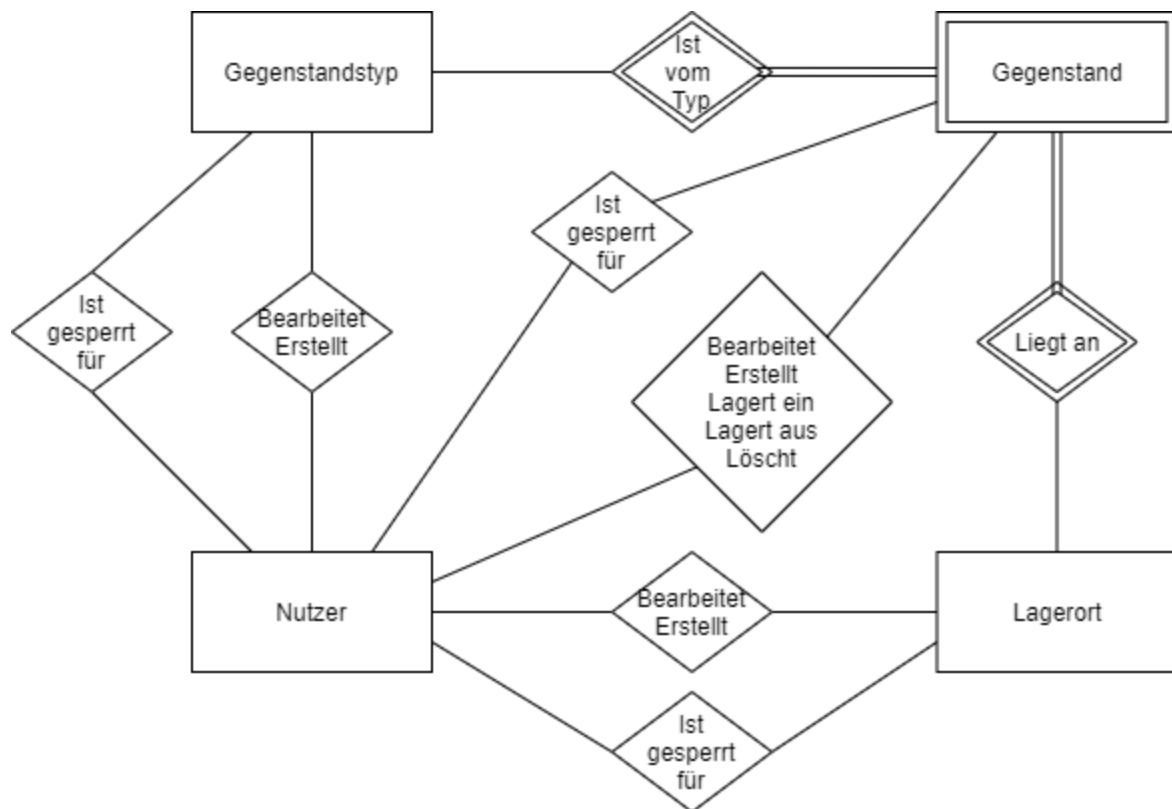 Gegenstandstyp
Ist
vom
Typ
Gegenstand
Ist
gesperrt
für
Ist
gesperrt
für
Bearbeitet
Erstellt
Bearbeitet
Erstellt
Lagert ein
Lagert aus
Löscht
Liegt an
Nutzer
Bearbeitet
Erstellt
Lagerort
Ist
gesperrt
für